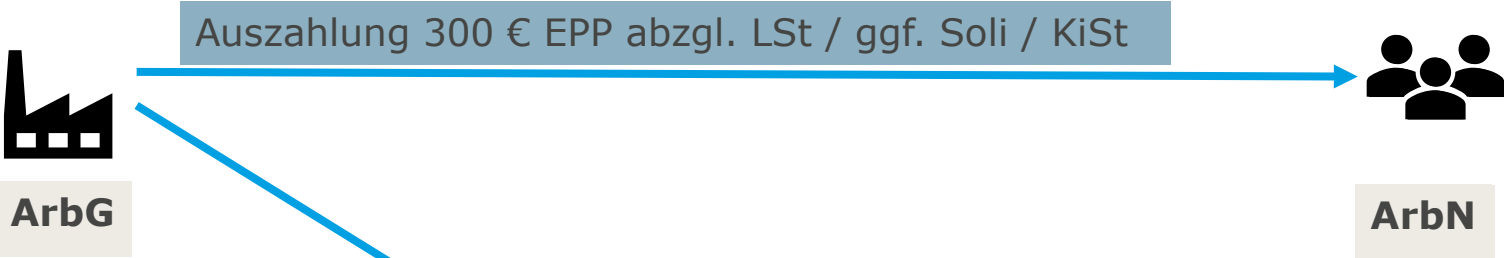 Auszahlung 300 € EPP abzgl. LSt / ggf. Soli / KiSt
ArbG
ArbN